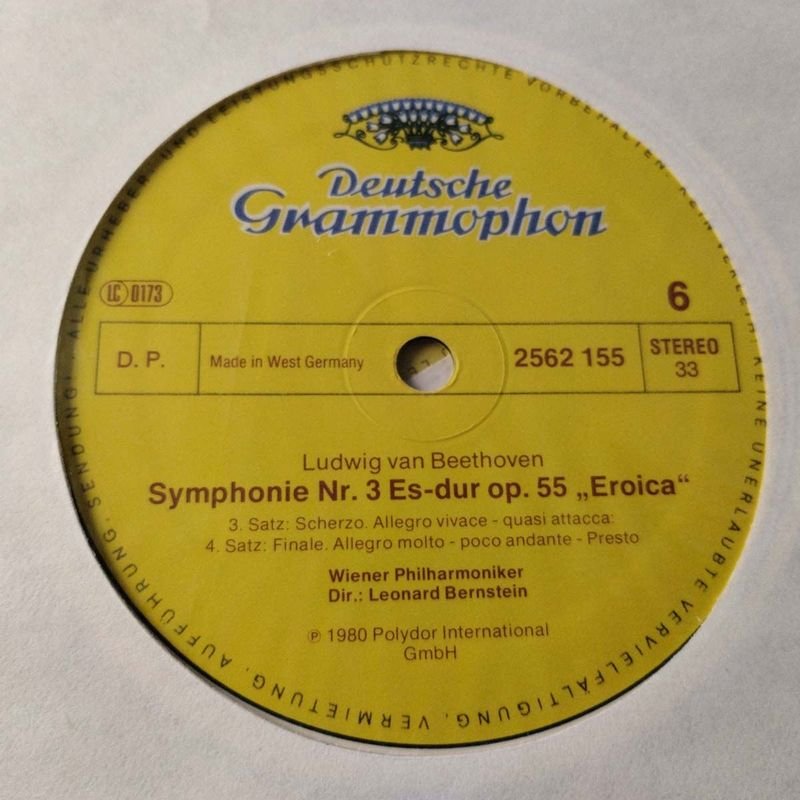 ALLE URHEBER- UND LEISTUNGSSCHUTZRECHTE VORBEHALTEN. KEIN VERLEIH! KEINE UNERLAUBTE VERVIELFÄLTIGUNG, VERMIETUNG, AUFFÜHRUNG, SENDUNG!
Deutsche
Grammophon
LC 0173
6
D. P.
Made in West Germany
2562 155
STEREO
33
Ludwig van Beethoven
Symphonie Nr. 3 Es-dur op. 55 „Eroica“
3. Satz: Scherzo. Allegro vivace - quasi attacca:
4. Satz: Finale. Allegro molto - poco andante - Presto
Wiener Philharmoniker
Dir.: Leonard Bernstein
℗ 1980 Polydor International
GmbH